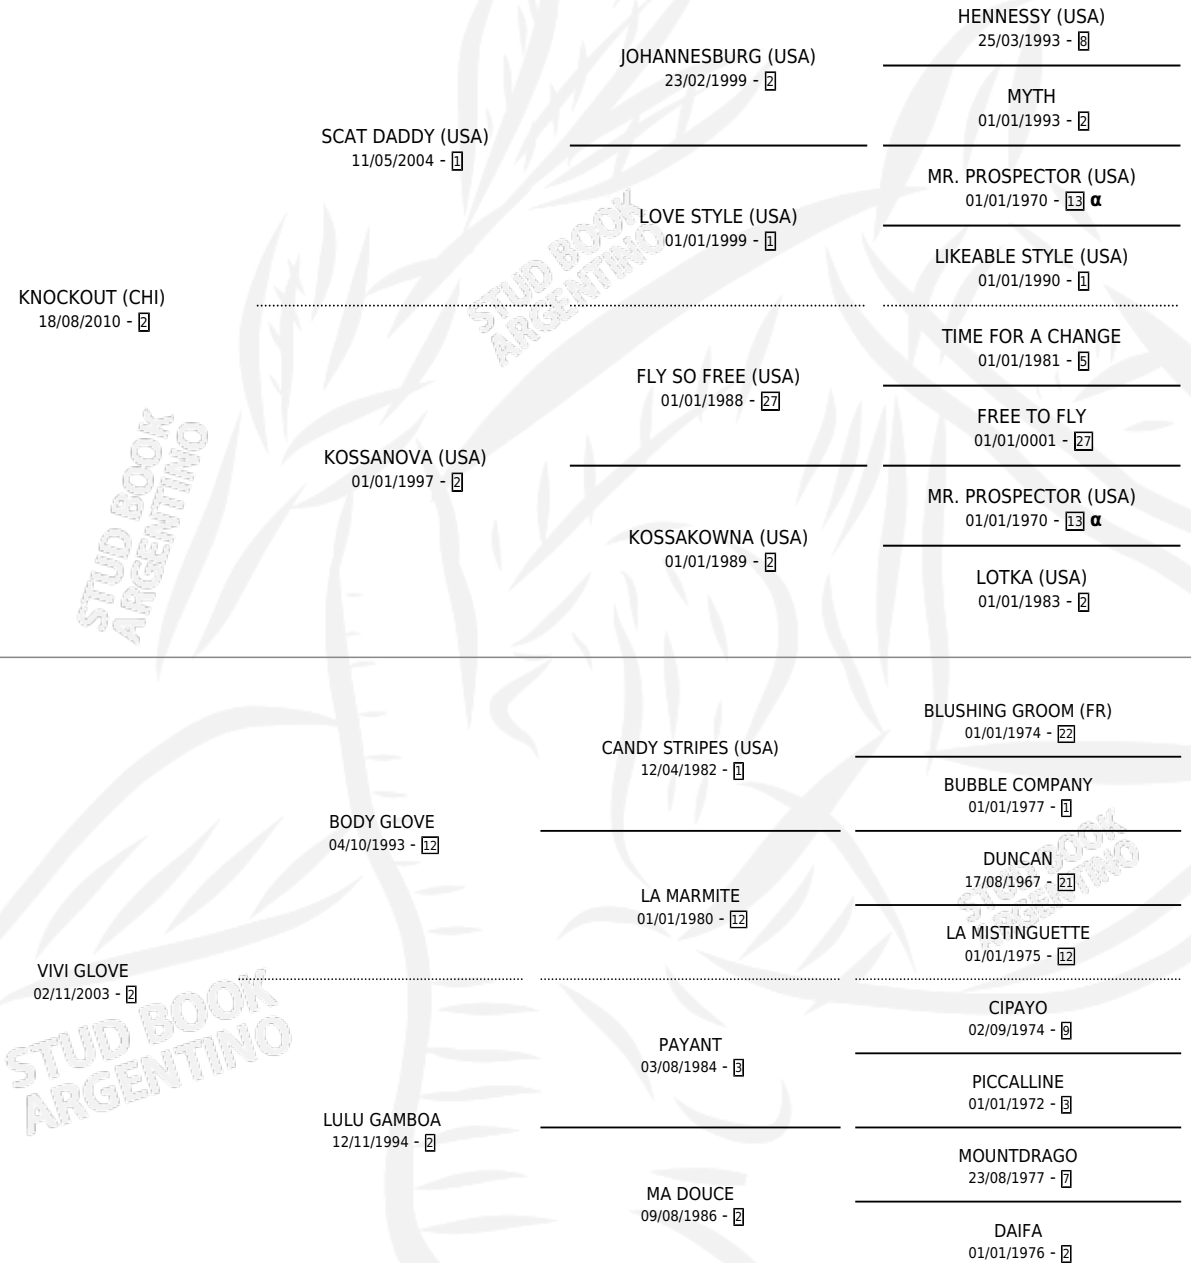 HENNESSY (USA)
25/03/1993 - 8
JOHANNESBURG (USA)
23/02/1999 - 2
MYTH
01/01/1993 - 2
SCAT DADDY (USA)
11/05/2004 - 1
MR. PROSPECTOR (USA)
01/01/1970 - 13 α
LOVE STYLE (USA)
01/01/1999 - 1
LIKEABLE STYLE (USA)
01/01/1990 - 1
KNOCKOUT (CHI)
18/08/2010 - 2
TIME FOR A CHANGE
01/01/1981 - 5
FLY SO FREE (USA)
01/01/1988 - 27
FREE TO FLY
01/01/0001 - 27
KOSSANOVA (USA)
01/01/1997 - 2
MR. PROSPECTOR (USA)
01/01/1970 - 13 α
KOSSAKOWNA (USA)
01/01/1989 - 2
LOTKA (USA)
01/01/1983 - 2
BLUSHING GROOM (FR)
01/01/1974 - 22
CANDY STRIPES (USA)
12/04/1982 - 1
BUBBLE COMPANY
01/01/1977 - 1
BODY GLOVE
04/10/1993 - 12
DUNCAN
17/08/1967 - 21
LA MARMITE
01/01/1980 - 12
LA MISTINGUETTE
01/01/1975 - 12
VIVI GLOVE
02/11/2003 - 2
CIPAYO
02/09/1974 - 9
PAYANT
03/08/1984 - 3
PICCALLINE
01/01/1972 - 3
LULU GAMBOA
12/11/1994 - 2
MOUNTDRAGO
23/08/1977 - 7
MA DOUCE
09/08/1986 - 2
DAIFA
01/01/1976 - 2
STUD BOOK
ARGENTINO
STUD BOOK
ARGENTINO
STUD BOOK
ARGENTINO
STUD BOOK
ARGENTINO